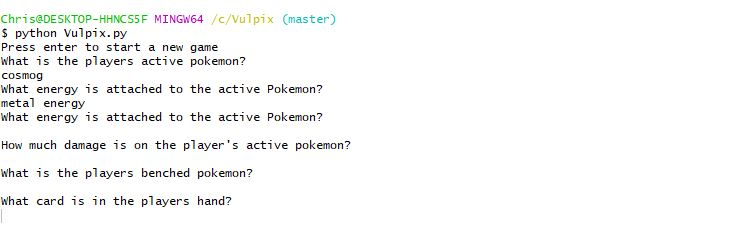 Chris@DESKTOP-HHNCS5F MINGW64 /c/Vulpix (master)
$ python Vulpix.py
Press enter to start a new game
What is the players active pokemon?
cosmog
What energy is attached to the active Pokemon?
metal energy
What energy is attached to the active Pokemon?
How much damage is on the player's active pokemon?
What is the players benched pokemon?
What card is in the players hand?